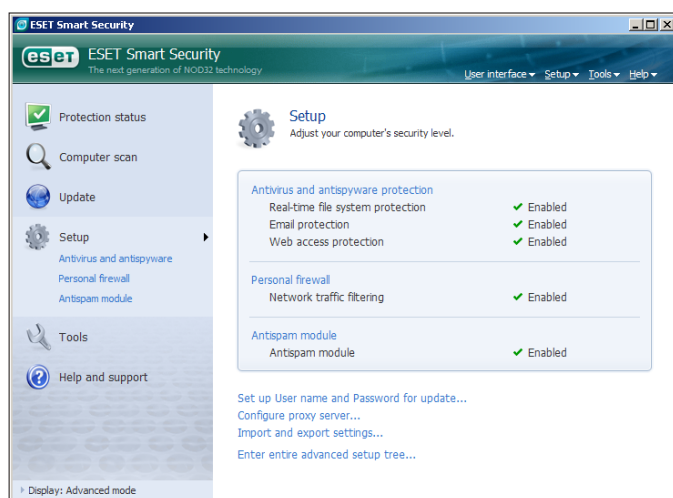 ESET Smart Security
eseT ESET Smart Security
The next generation of NOD32 technology
User interface Setup Tools Help
Protection status
Computer scan
Update
Setup
Antivirus and antispyware
Personal firewall
Antispam module
Tools
Help and support
Display: Advanced mode
Setup
Adjust your computer's security level.
Antivirus and antispyware protection
Real-time file system protection Enabled
Email protection Enabled
Web access protection Enabled
Personal firewall
Network traffic filtering Enabled
Antispam module
Antispam module Enabled
Set up User name and Password for update...
Configure proxy server...
Import and export settings...
Enter entire advanced setup tree...